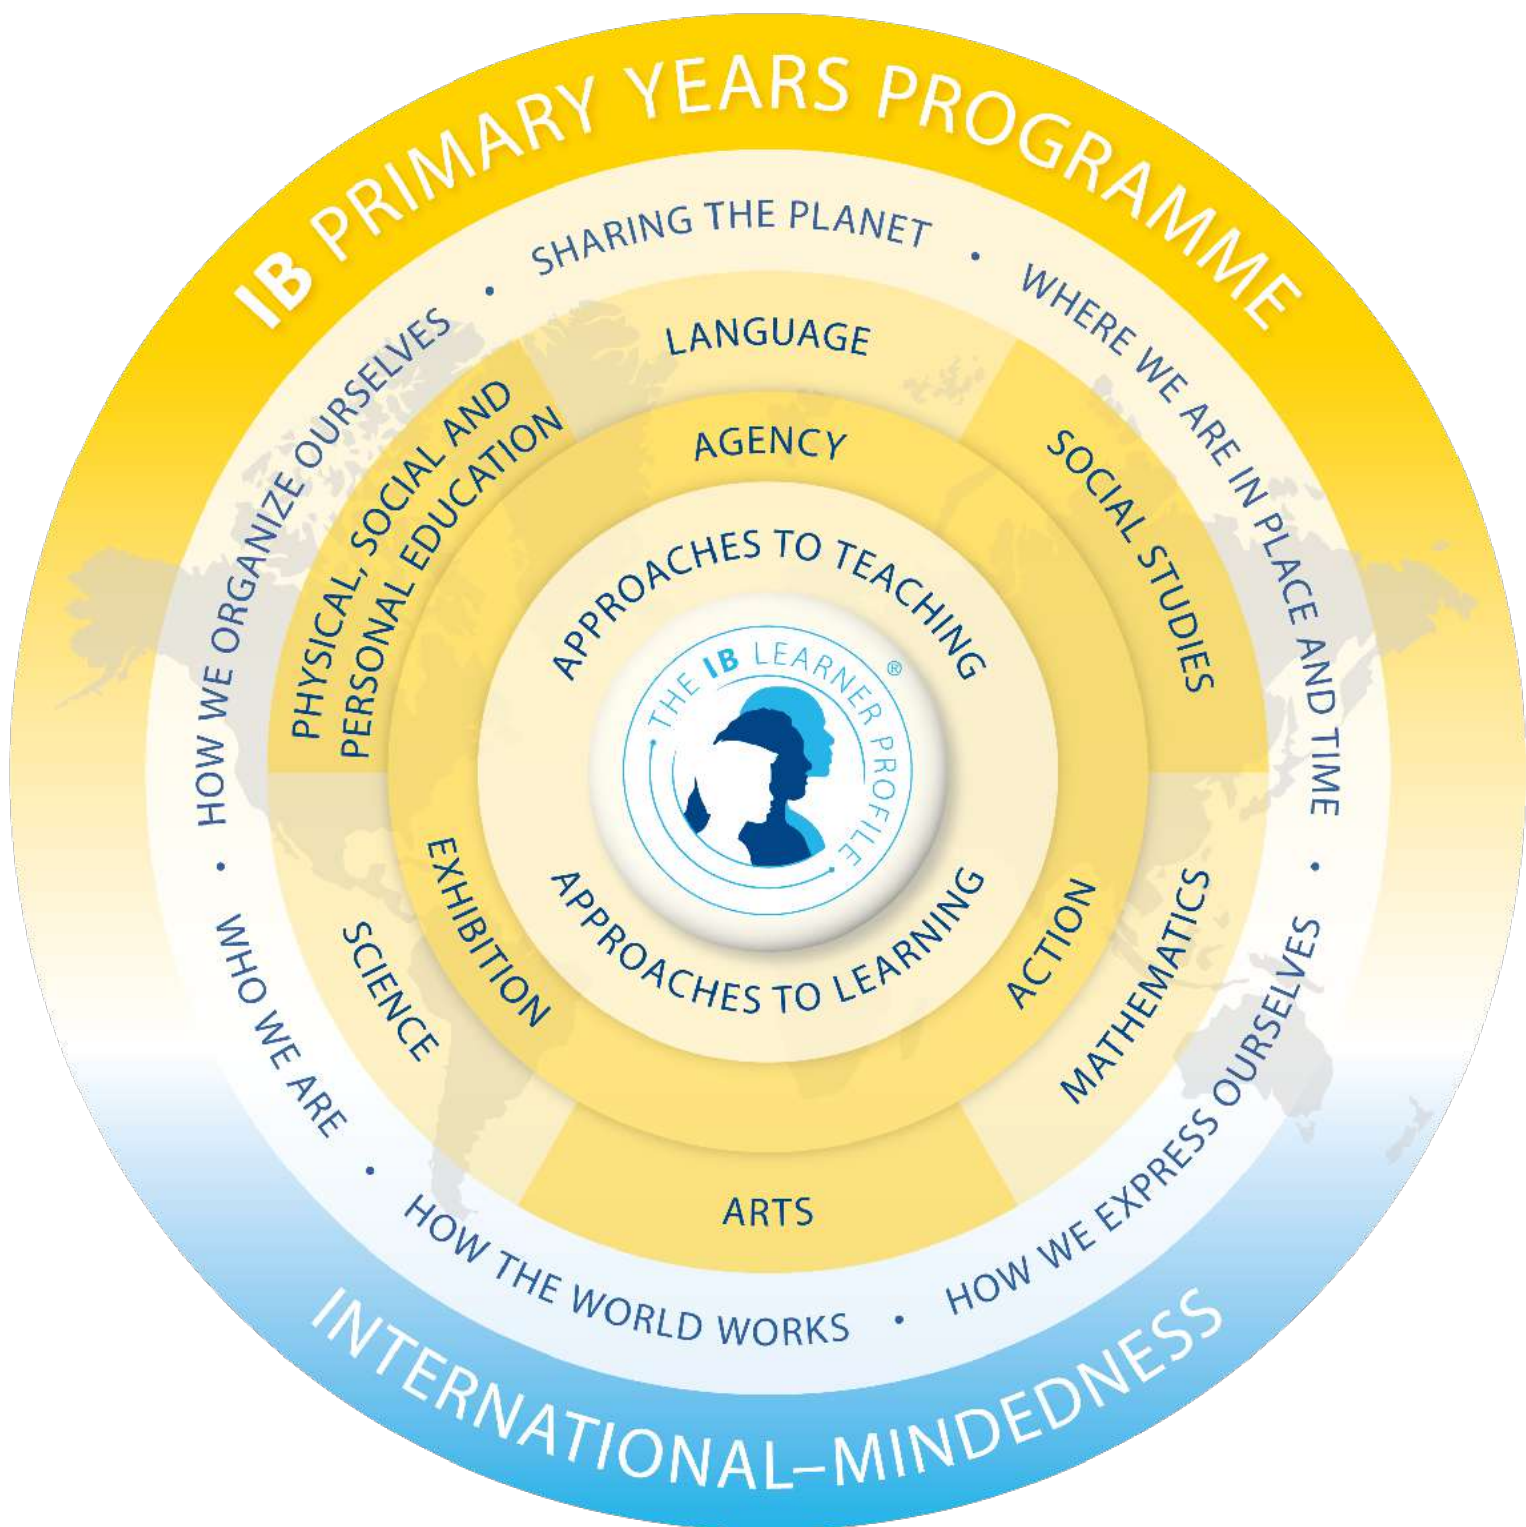 IB PRIMARY YEARS PROGRAMME
SHARING THE PLANET
•
WHERE WE ARE IN PLACE AND TIME
•
HOW WE EXPRESS OURSELVES
•
HOW THE WORLD WORKS
•
WHO WE ARE
•
HOW WE ORGANIZE OURSELVES
•
LANGUAGE
SOCIAL STUDIES
MATHEMATICS
ARTS
SCIENCE
PHYSICAL, SOCIAL AND
PERSONAL EDUCATION
AGENCY
ACTION
EXHIBITION
APPROACHES TO TEACHING
THE IB LEARNER PROFILE
®
APPROACHES TO LEARNING
INTERNATIONAL–MINDEDNESS